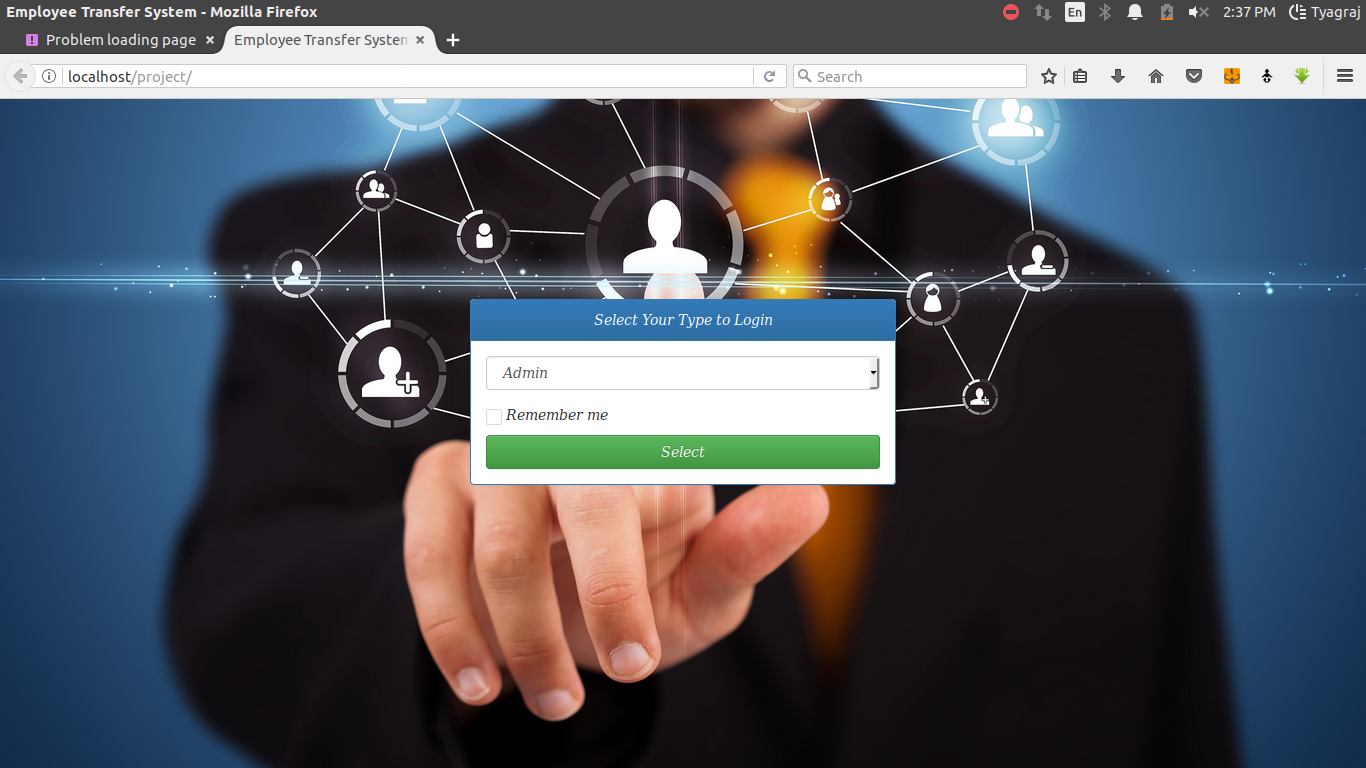 Employee Transfer System - Mozilla Firefox
En
2:37 PM
Tyagraj
Problem loading page
Employee Transfer System
localhost/project/
Search
Select Your Type to Login
Admin
Remember me
Select